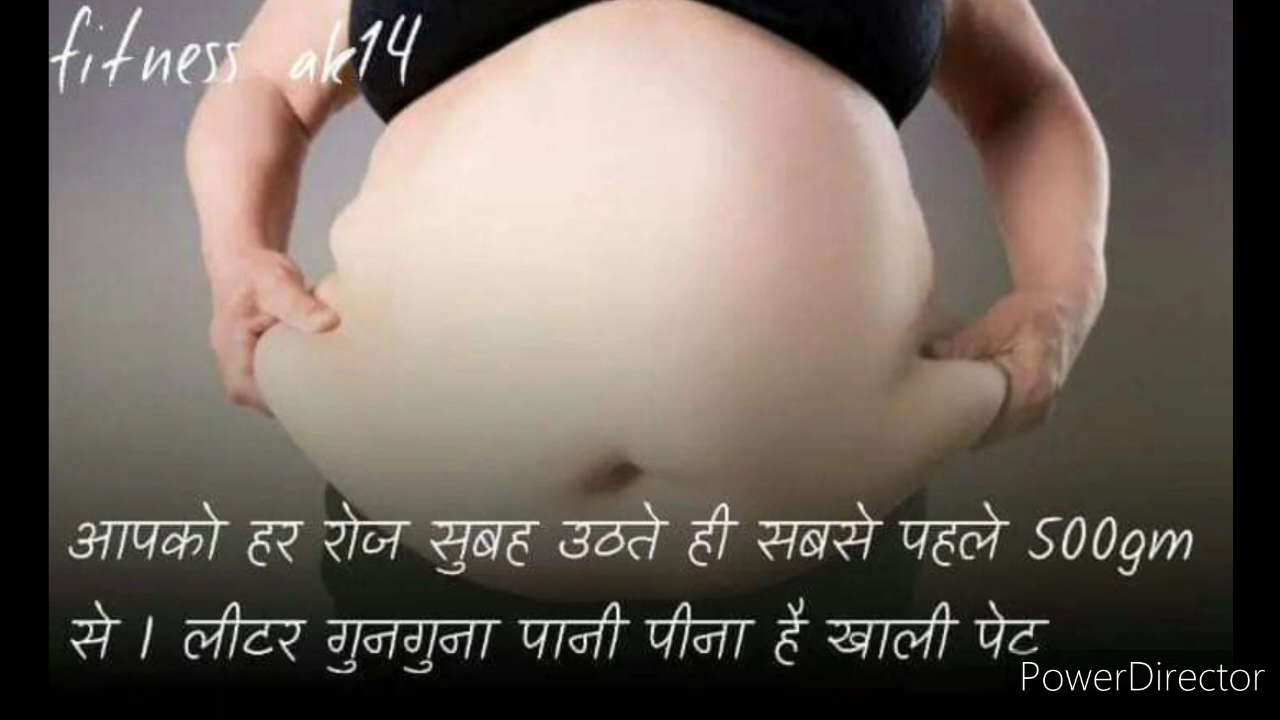 fitness ak14
आपको हर रोज सुबह उठते ही सबसे पहले 500gm
से 1 लीटर गुनगुना पानी पीना है खाली पेट
PowerDirector